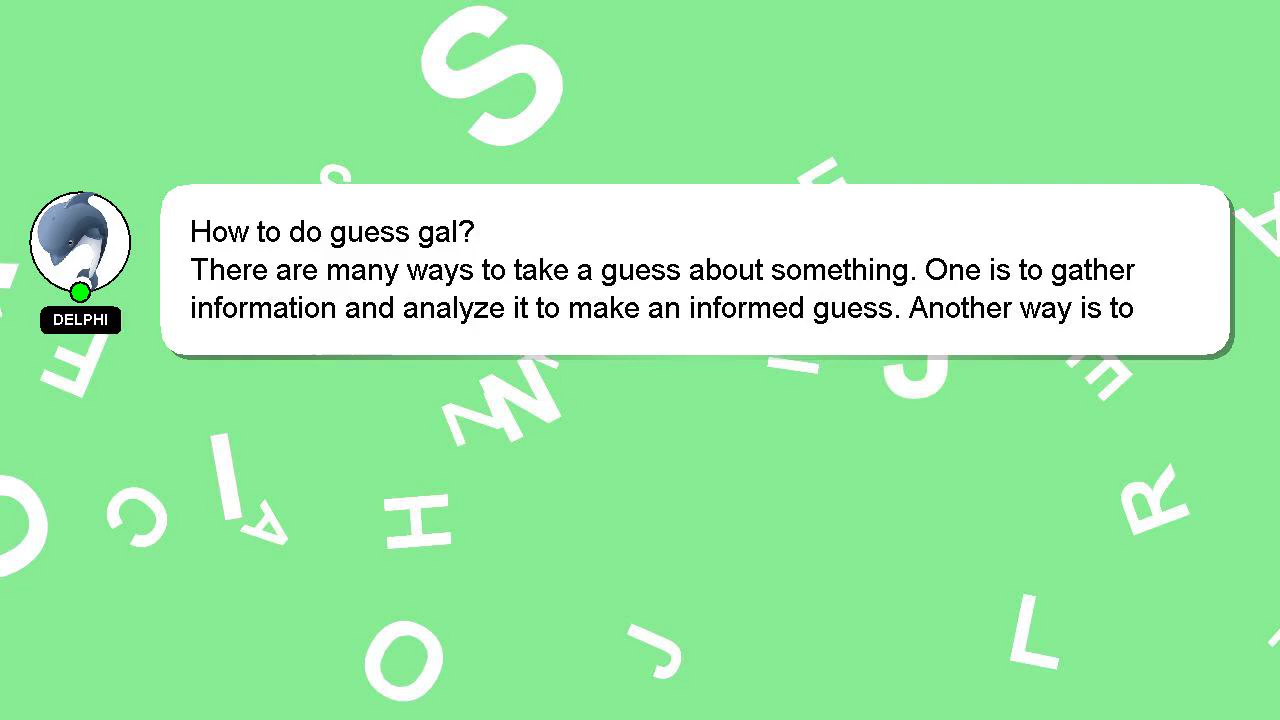 How to do guess gal?
There are many ways to take a guess about something. One is to gather
information and analyze it to make an informed guess. Another way is to
DELPHI